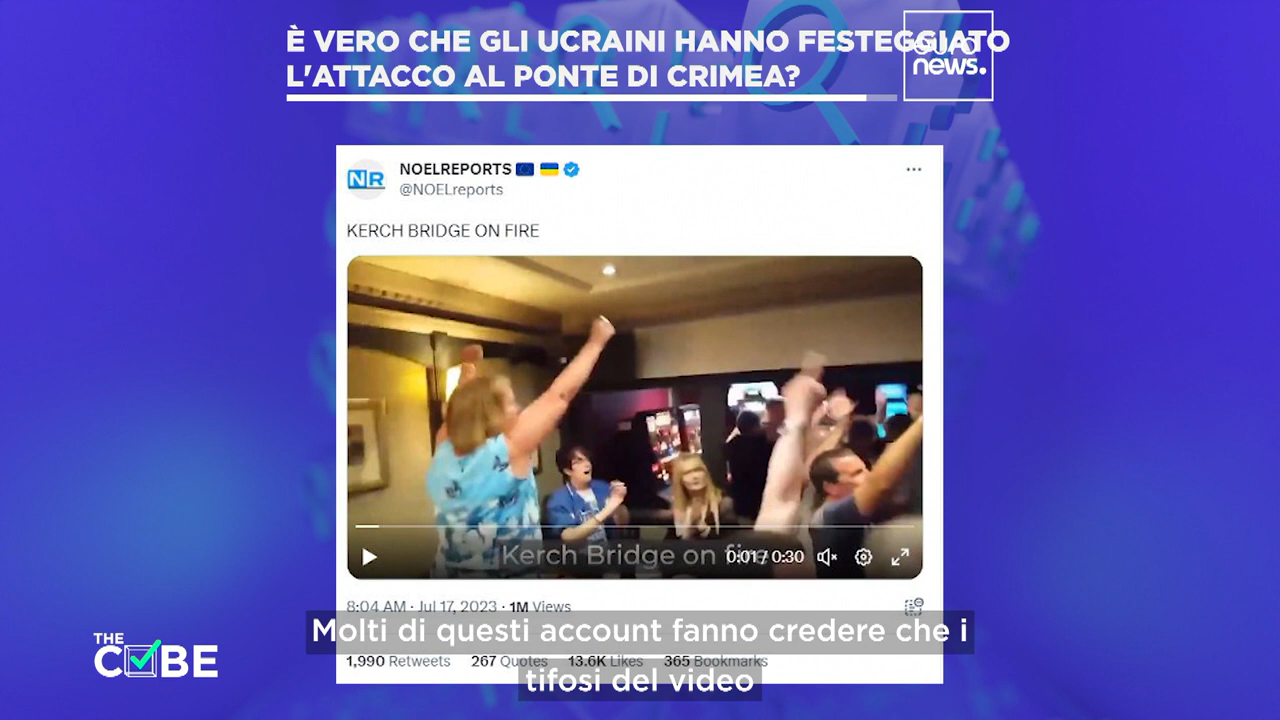 È VERO CHE GLI UCRAINI HANNO FESTEGGIATO
L'ATTACCO AL PONTE DI CRIMEA?
euro
news.
NR
NOELREPORTS
@NOELreports
KERCH BRIDGE ON FIRE
Kerch Bridge on fire
0:01 / 0:30
8:04 AM · Jul 17, 2023 · 1M Views
1,990 Retweets 267 Quotes 13.6K Likes 365 Bookmarks
Molti di questi account fanno credere che i
tifosi del video
THE
CUBE